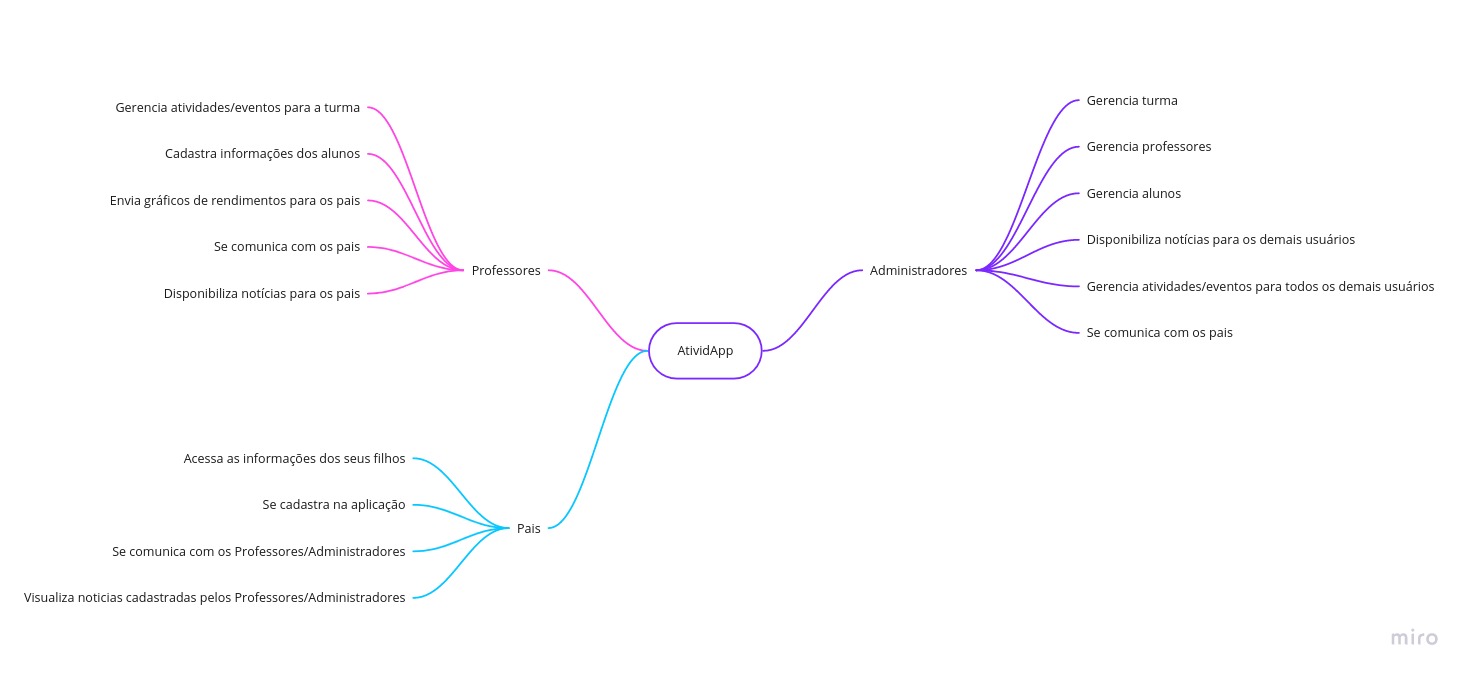 AtividApp
Professores
Gerencia atividades/eventos para a turma
Cadastra informações dos alunos
Envia gráficos de rendimentos para os pais
Se comunica com os pais
Disponibiliza notícias para os pais
Pais
Acessa as informações dos seus filhos
Se cadastra na aplicação
Se comunica com os Professores/Administradores
Visualiza noticias cadastradas pelos Professores/Administradores
Administradores
Gerencia turma
Gerencia professores
Gerencia alunos
Disponibiliza notícias para os demais usuários
Gerencia atividades/eventos para todos os demais usuários
Se comunica com os pais
miro